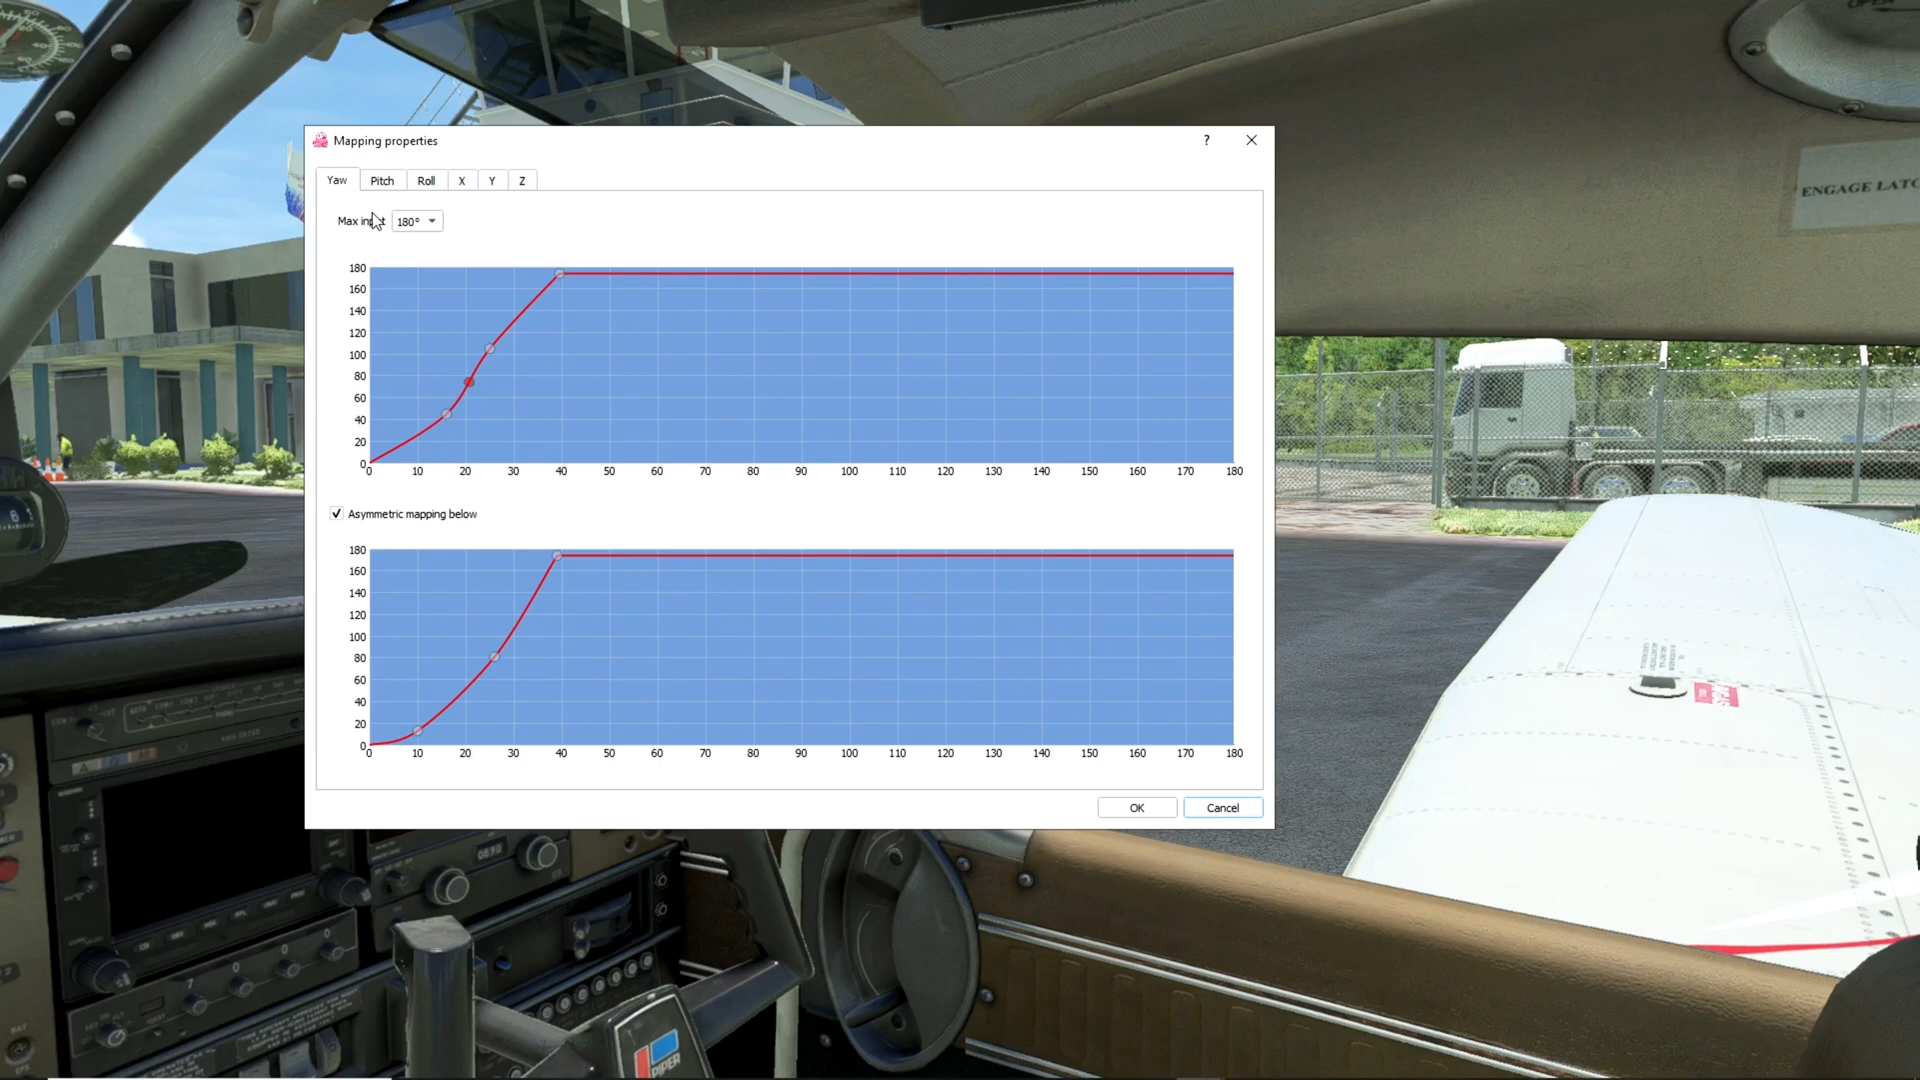 Mapping properties
?
Yaw Pitch Roll X Y Z
Max input 180°
180
160
140
120
100
80
60
40
20
0
0 10 20 30 40 50 60 70 80 90 100 110 120 130 140 150 160 170 180
Asymmetric mapping below
180
160
140
120
100
80
60
40
20
0
0 10 20 30 40 50 60 70 80 90 100 110 120 130 140 150 160 170 180
OK Cancel
ENGAGE LATC
PIPER